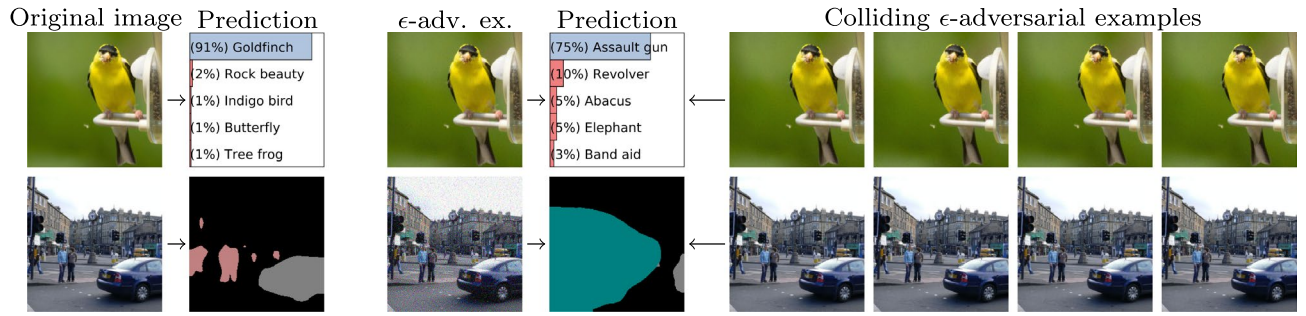 Original image
Prediction
ϵ-adv. ex.
Prediction
Colliding ϵ-adversarial examples
(91%) Goldfinch
(2%) Rock beauty
(1%) Indigo bird
(1%) Butterfly
(1%) Tree frog
(75%) Assault gun
(10%) Revolver
(5%) Abacus
(5%) Elephant
(3%) Band aid